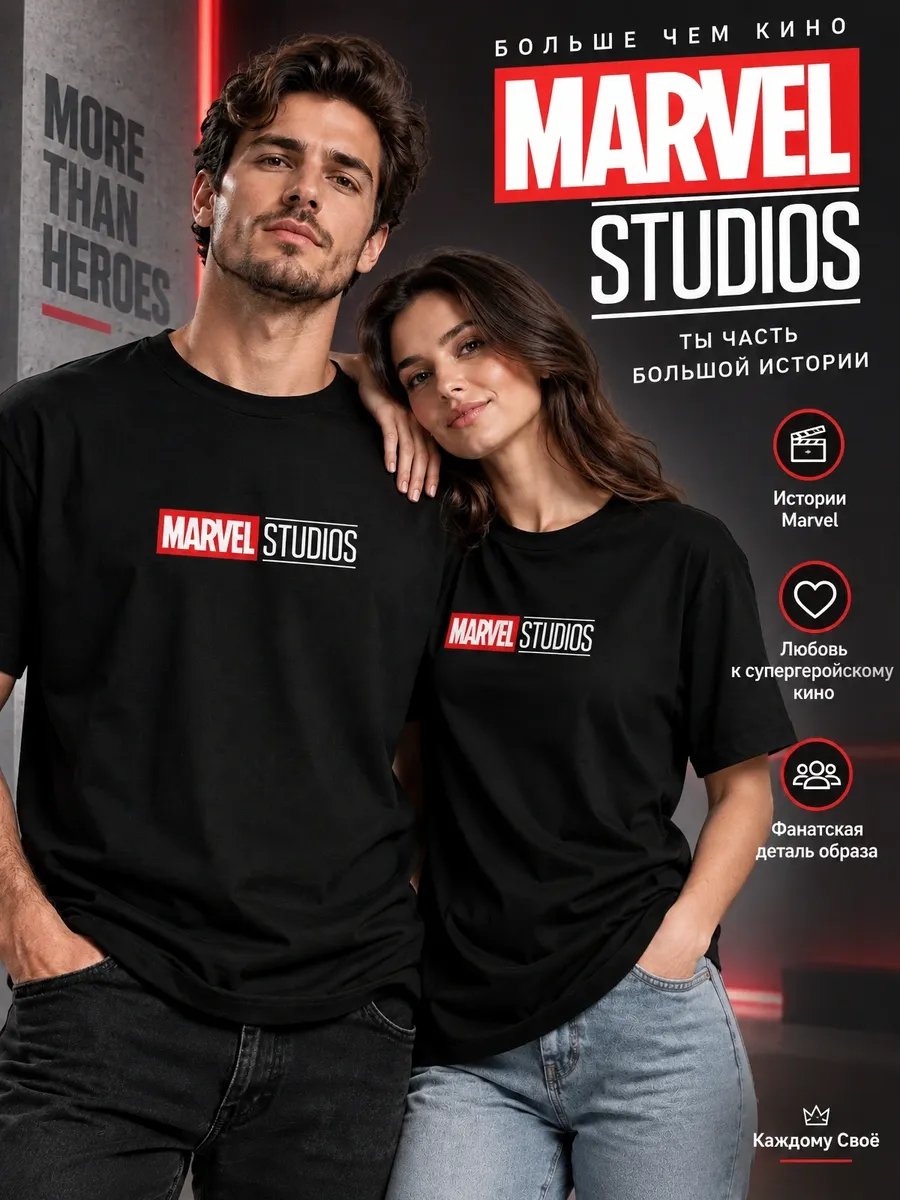 БОЛЬШЕ ЧЕМ КИНО
MARVEL
STUDIOS
ТЫ ЧАСТЬ
БОЛЬШОЙ ИСТОРИИ
MORE
THAN
HEROES
MARVEL STUDIOS
MARVEL STUDIOS
Истории
Marvel
Любовь
к супергеройскому
кино
Фанатская
деталь образа
Каждому Своё